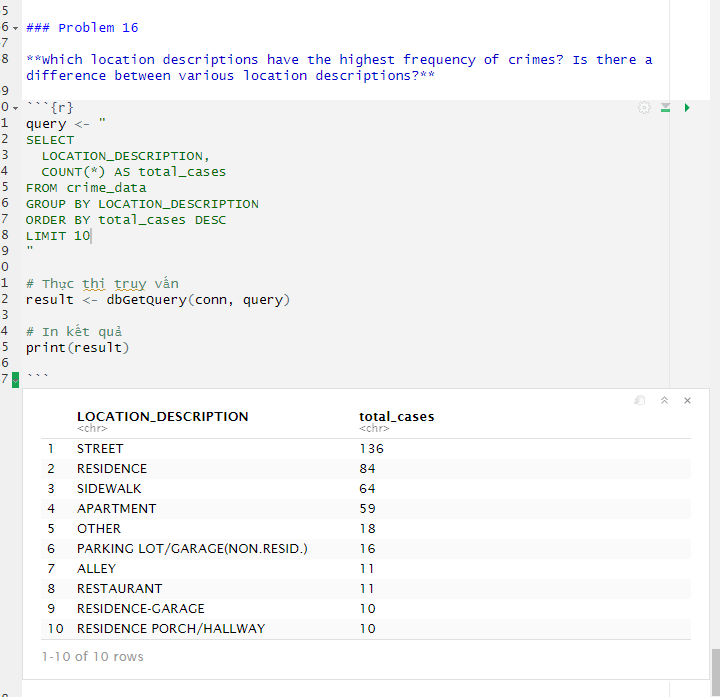 5
6 ### Problem 16
7
8 **Which location descriptions have the highest frequency of crimes? Is there a
difference between various location descriptions?**
9
0 ```{r}
1 query <- "
2 SELECT
3 LOCATION_DESCRIPTION,
4 COUNT(*) AS total_cases
5 FROM crime_data
6 GROUP BY LOCATION_DESCRIPTION
7 ORDER BY total_cases DESC
8 LIMIT 10
9 "
0
1 # Thực thi truy vấn
2 result <- dbGetQuery(conn, query)
3
4 # In kết quả
5 print(result)
6
7 ```
LOCATION_DESCRIPTION total_cases
<chr> <chr>
1 STREET 136
2 RESIDENCE 84
3 SIDEWALK 64
4 APARTMENT 59
5 OTHER 18
6 PARKING LOT/GARAGE(NON.RESID.) 16
7 ALLEY 11
8 RESTAURANT 11
9 RESIDENCE-GARAGE 10
10 RESIDENCE PORCH/HALLWAY 10
1-10 of 10 rows